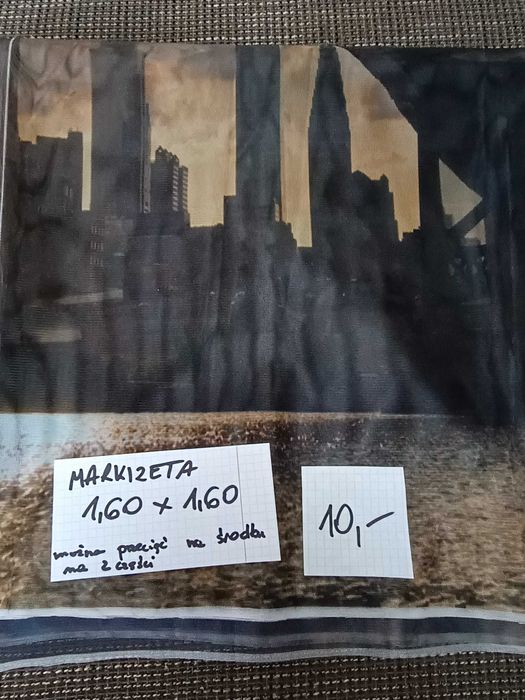 MARKIZETA
1,60 x 1,60
można przeciąć na środku
na 2 części
10,-